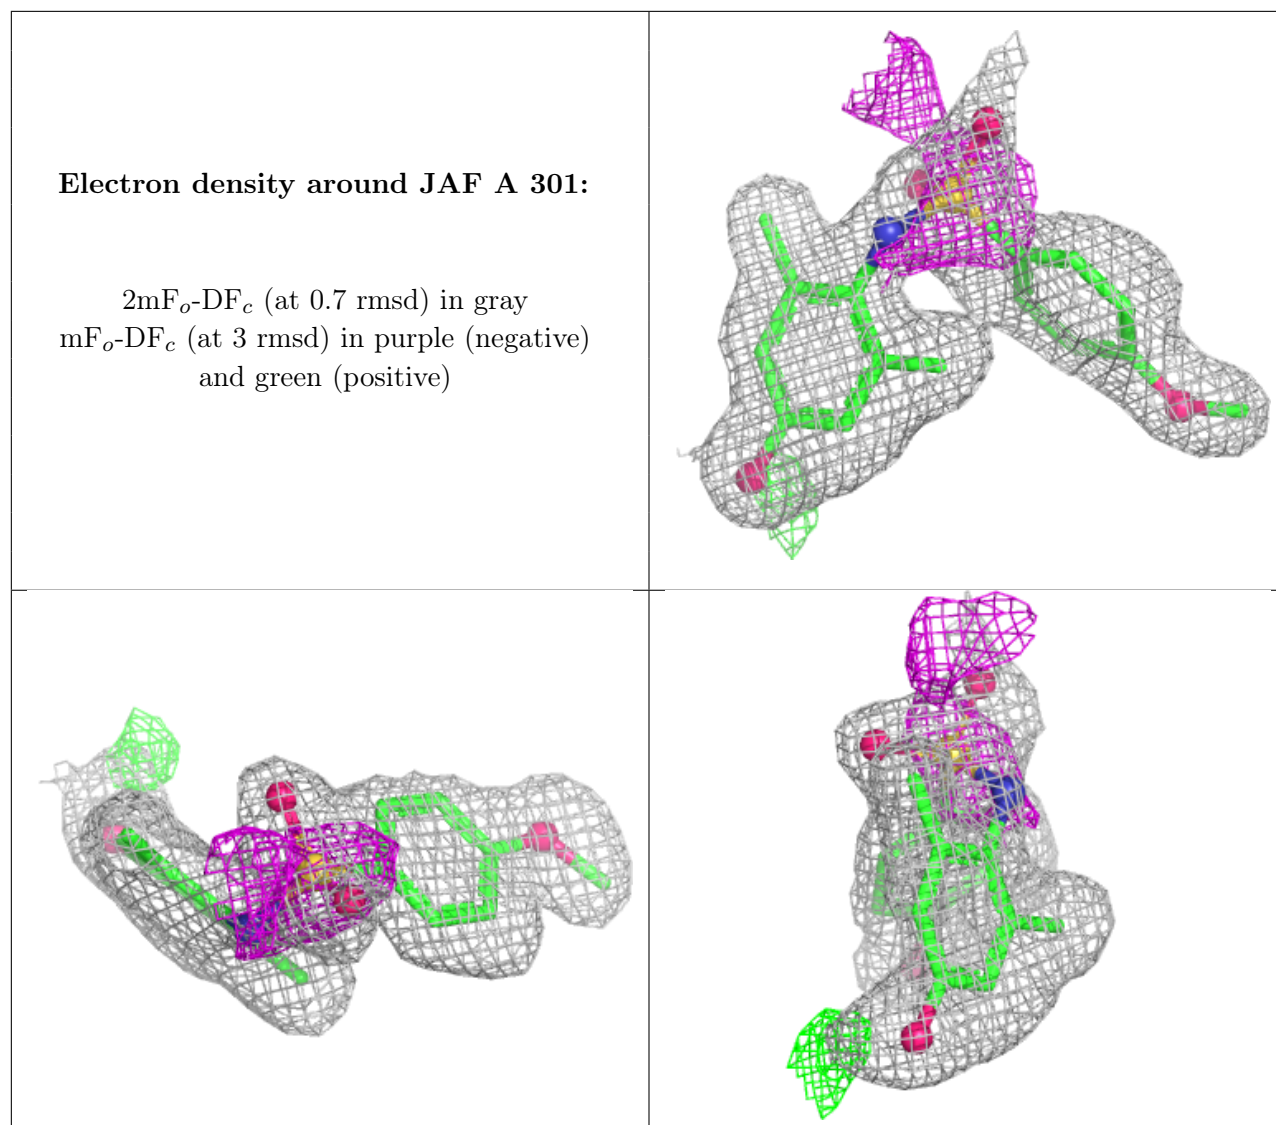 Electron density around JAF A 301:
2mFₒ-DF𝒸 (at 0.7 rmsd) in gray
mFₒ-DF𝒸 (at 3 rmsd) in purple (negative)
and green (positive)